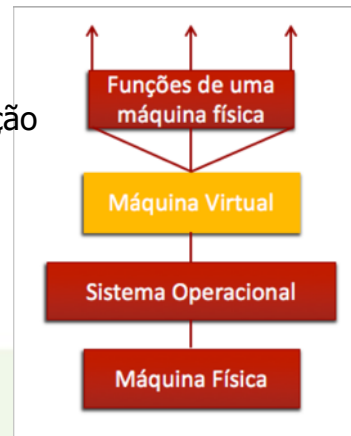 Funções de uma
máquina física
ção
Máquina Virtual
Sistema Operacional
Máquina Física